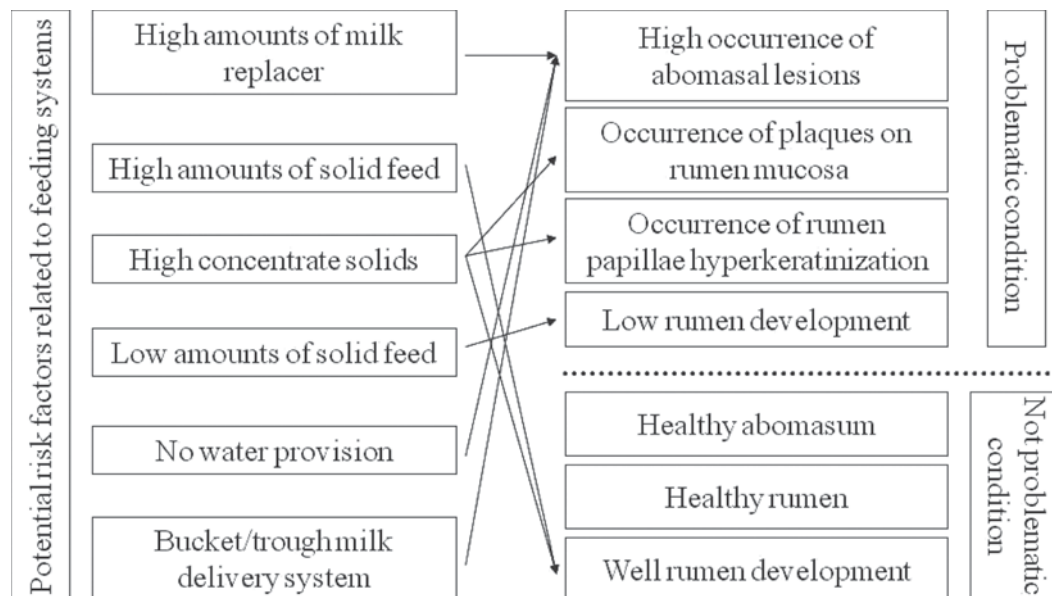 Potential risk factors related to feeding systems
High amounts of milk
replacer
High amounts of solid feed
High concentrate solids
Low amounts of solid feed
No water provision
Bucket/trough milk
delivery system
High occurrence of
abomasal lesions
Occurrence of plaques on
rumen mucosa
Occurrence of rumen
papillae hyperkeratinization
Low rumen development
Healthy abomasum
Healthy rumen
Well rumen development
Problematic condition
Not problematic
condition